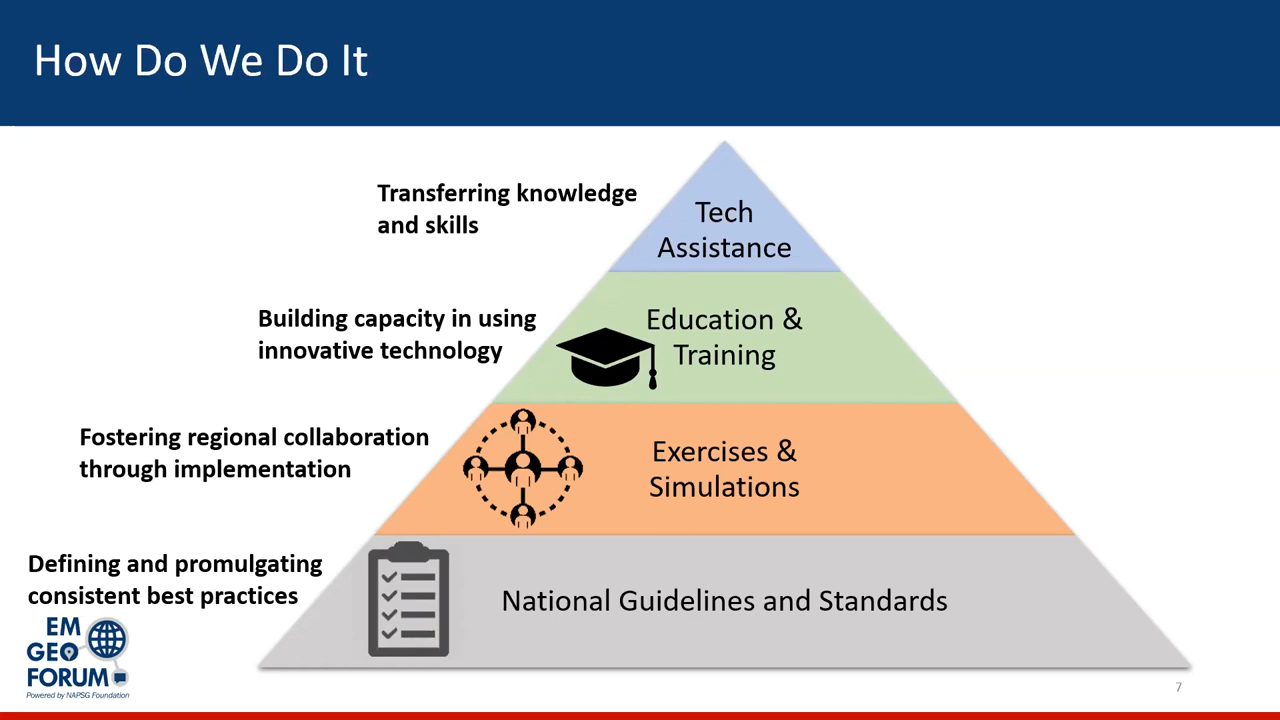 How Do We Do It
Transferring knowledge
and skills
Tech
Assistance
Building capacity in using
innovative technology
Education &
Training
Fostering regional collaboration
through implementation
Exercises &
Simulations
Defining and promulgating
consistent best practices
National Guidelines and Standards
EM
GEO
FORUM
Powered by NAPSG Foundation
7